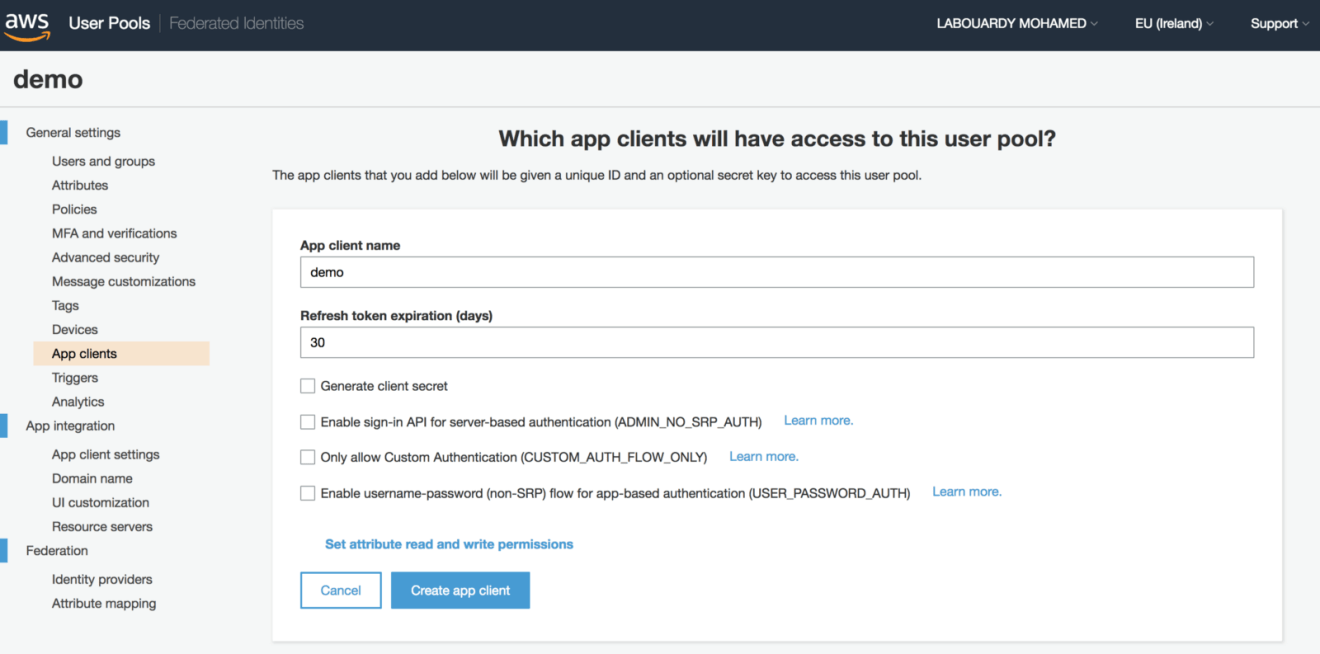 aws User Pools Federated Identities LABOUARDY MOHAMED EU (Ireland) Support
demo
General settings
Users and groups
Attributes
Policies
MFA and verifications
Advanced security
Message customizations
Tags
Devices
App clients
Triggers
Analytics
App integration
App client settings
Domain name
UI customization
Resource servers
Federation
Identity providers
Attribute mapping
Which app clients will have access to this user pool?
The app clients that you add below will be given a unique ID and an optional secret key to access this user pool.
App client name
demo
Refresh token expiration (days)
30
Generate client secret
Enable sign-in API for server-based authentication (ADMIN_NO_SRP_AUTH) Learn more.
Only allow Custom Authentication (CUSTOM_AUTH_FLOW_ONLY) Learn more.
Enable username-password (non-SRP) flow for app-based authentication (USER_PASSWORD_AUTH) Learn more.
Set attribute read and write permissions
Cancel Create app client